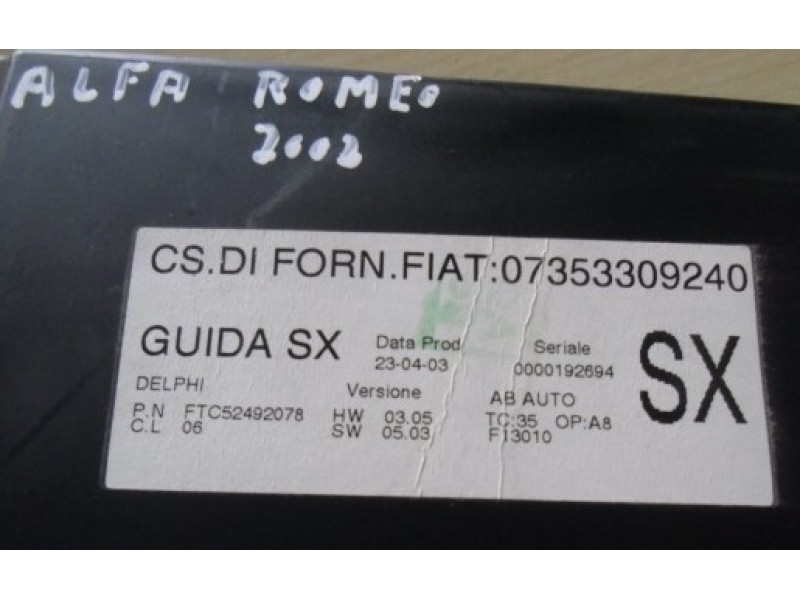 ALFA ROMEO
2002
CS.DI FORN.FIAT:07353309240
GUIDA SX
Data Prod
23-04-03
Seriale
0000192694
SX
DELPHI
P.N FTC52492078
C.L 06
Versione
HW 03.05
SW 05.03
AB AUTO
TC:35 OP:A8
F13010